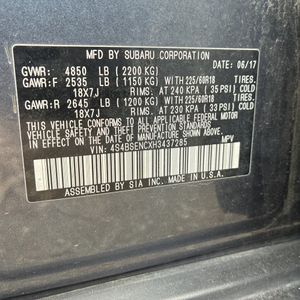 MFD BY SUBARU CORPORATION 06/17
GVWR: 4850 LB (2200 KG)
GAWR:F 2535 LB (1150 KG) WITH 225/60R18 TIRES.
18X7J RIMS, AT 240 KPA ( 35 PSI) COLD.
GAWR:R 2645 LB (1200 KG) WITH 225/60R18 TIRES.
18X7J RIMS, AT 230 KPA ( 33 PSI) COLD.
THIS VEHICLE CONFORMS TO ALL APPLICABLE FEDERAL MOTOR
VEHICLE SAFETY, BUMPER, AND THEFT PREVENTION STANDARDS
IN EFFECT ON THE DATE OF MANUFACTURE SHOWN ABOVE.
VIN: 4S4BSENCXH3437285 MPV
ASSEMBLED BY SIA INC. MADE IN U.S.A.